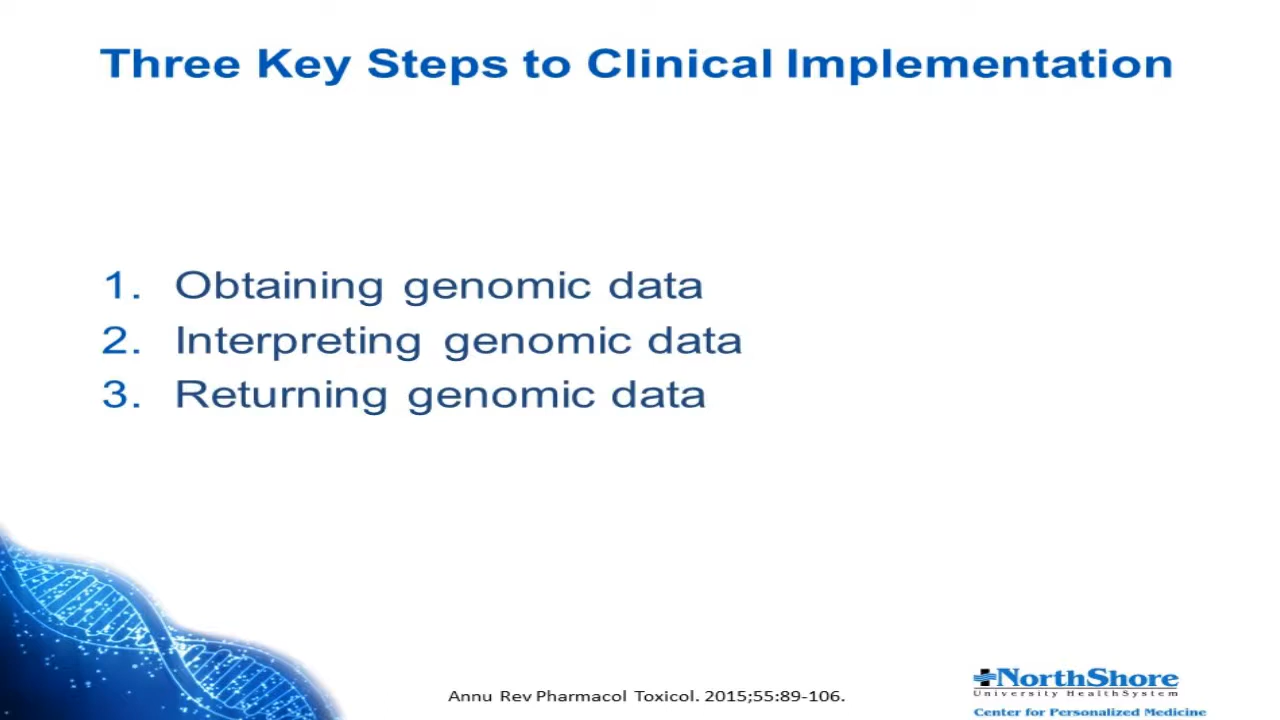 Three Key Steps to Clinical Implementation
1. Obtaining genomic data
2. Interpreting genomic data
3. Returning genomic data
Annu Rev Pharmacol Toxicol. 2015;55:89-106.
NorthShore
University HealthSystem
Center for Personalized Medicine